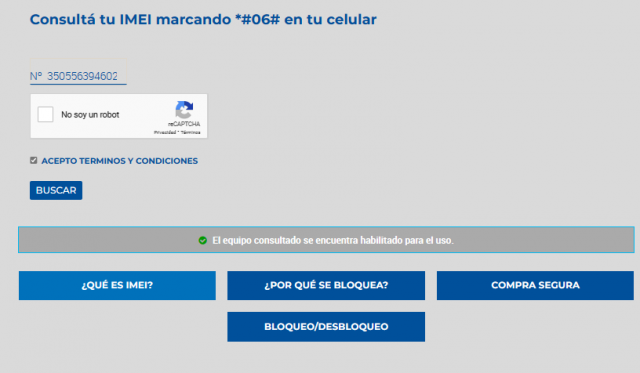 Consultá tu IMEI marcando *#06# en tu celular
Nº 350556394602
No soy un robot
reCAPTCHA
Privacidad - Términos
ACEPTO TERMINOS Y CONDICIONES
BUSCAR
El equipo consultado se encuentra habilitado para el uso.
¿QUÉ ES IMEI?
¿POR QUÉ SE BLOQUEA?
COMPRA SEGURA
BLOQUEO/DESBLOQUEO